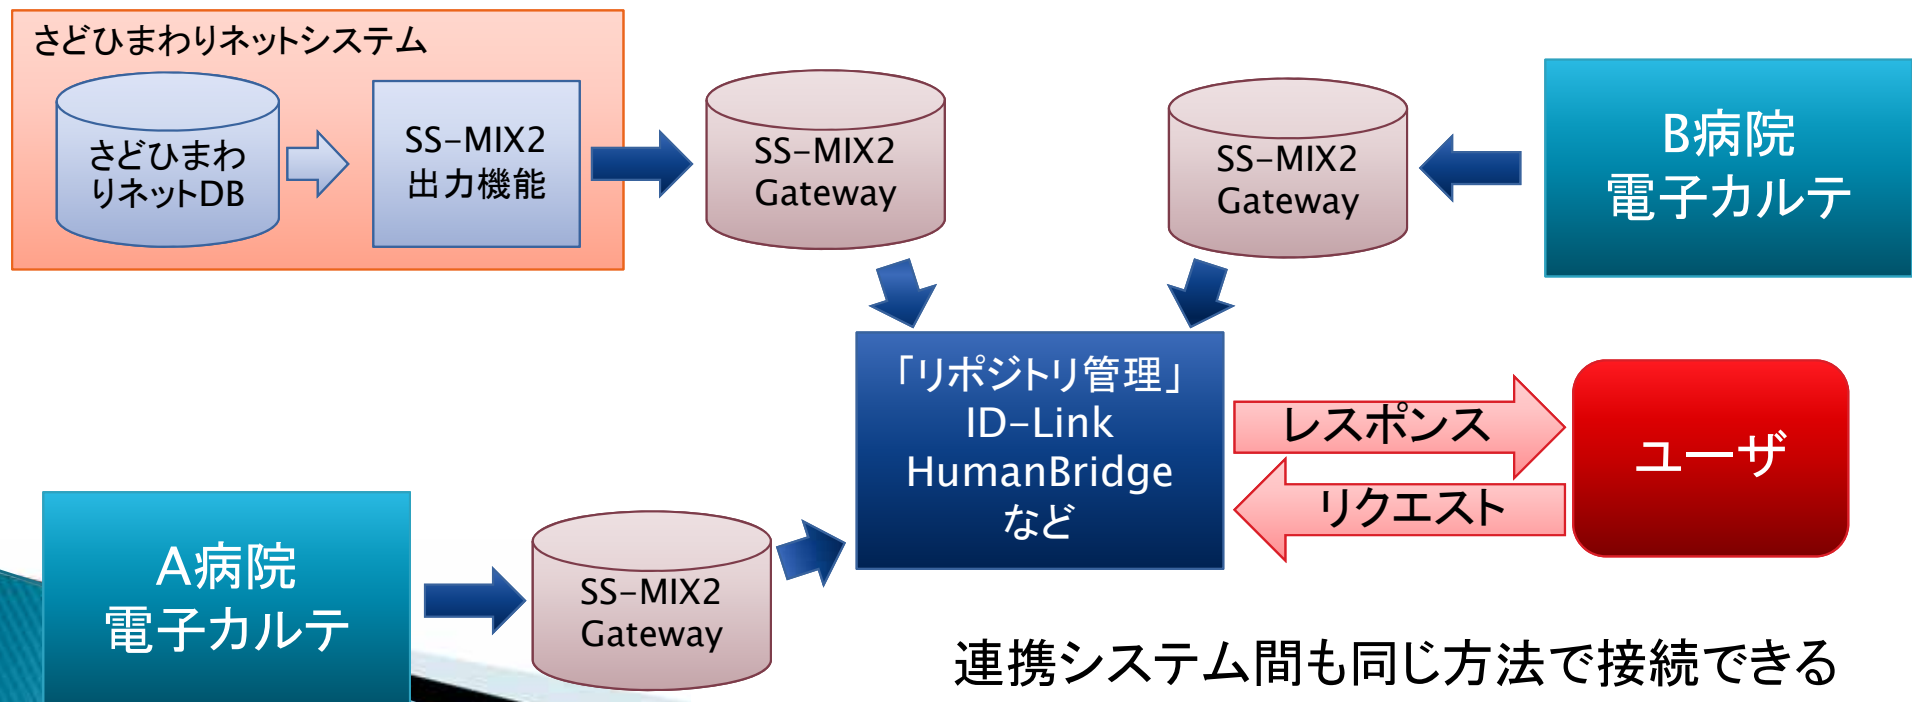 さどひまわりネットシステム
さどひまわ
りネットDB
SS-MIX2
出力機能
SS-MIX2
Gateway
SS-MIX2
Gateway
B病院
電子カルテ
「リポジトリ管理」
ID-Link
HumanBridge
など
レスポンス
リクエスト
ユーザ
A病院
電子カルテ
SS-MIX2
Gateway
連携システム間も同じ方法で接続できる